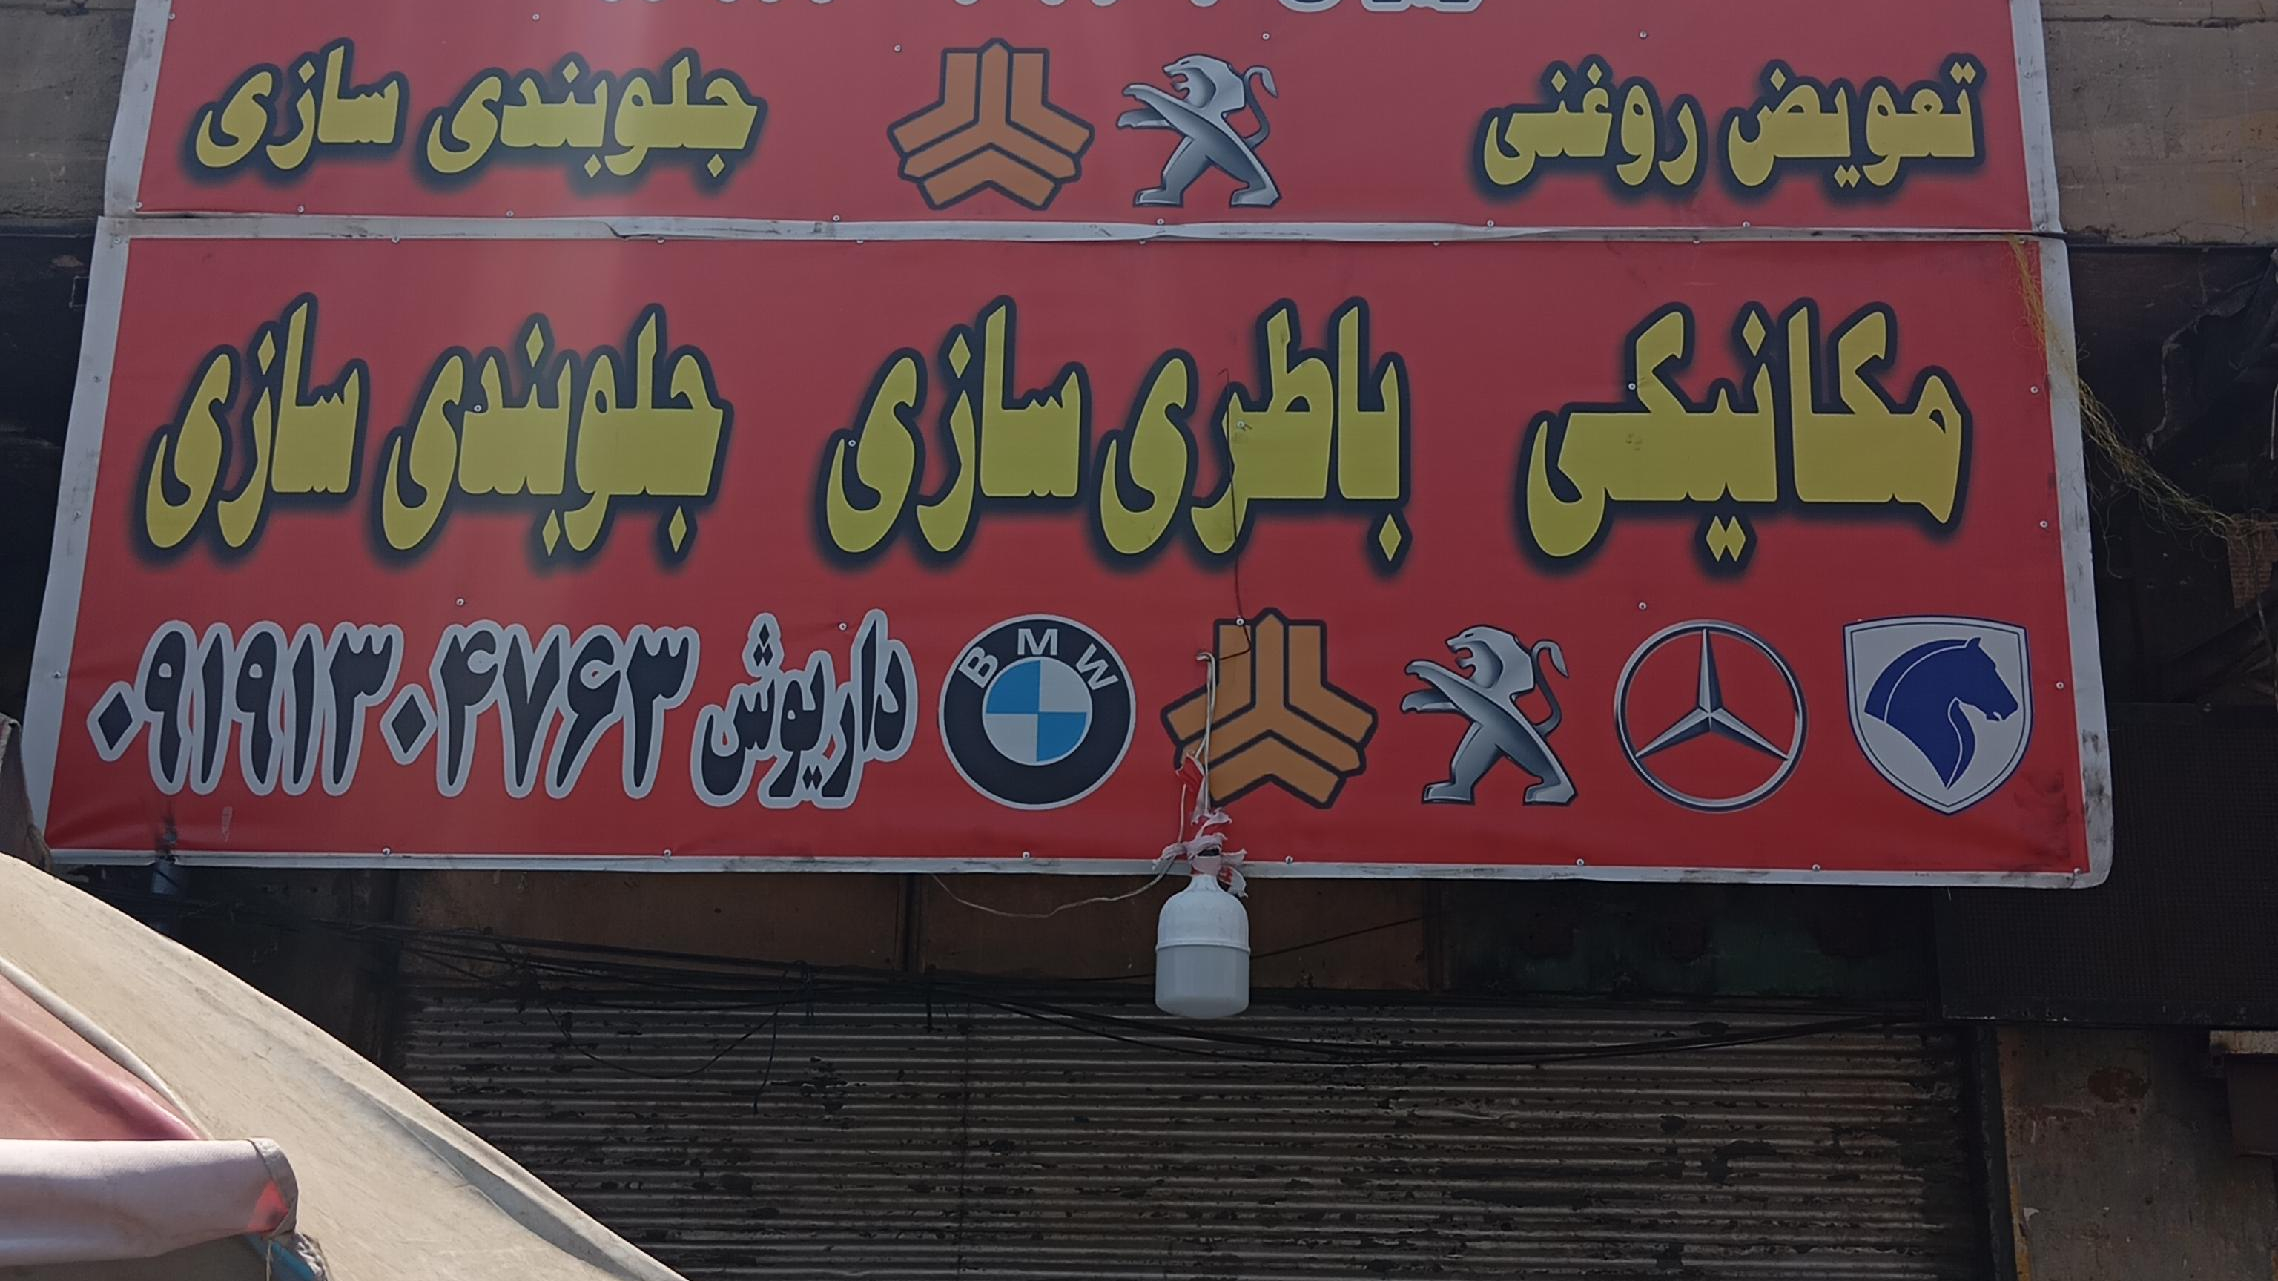 تعویض روغنی جلوبندی سازی
مکانیکی باطری سازی جلوبندی سازی
BMW داریوش ۰۹۱۹۱۳۰۴۷۶۳